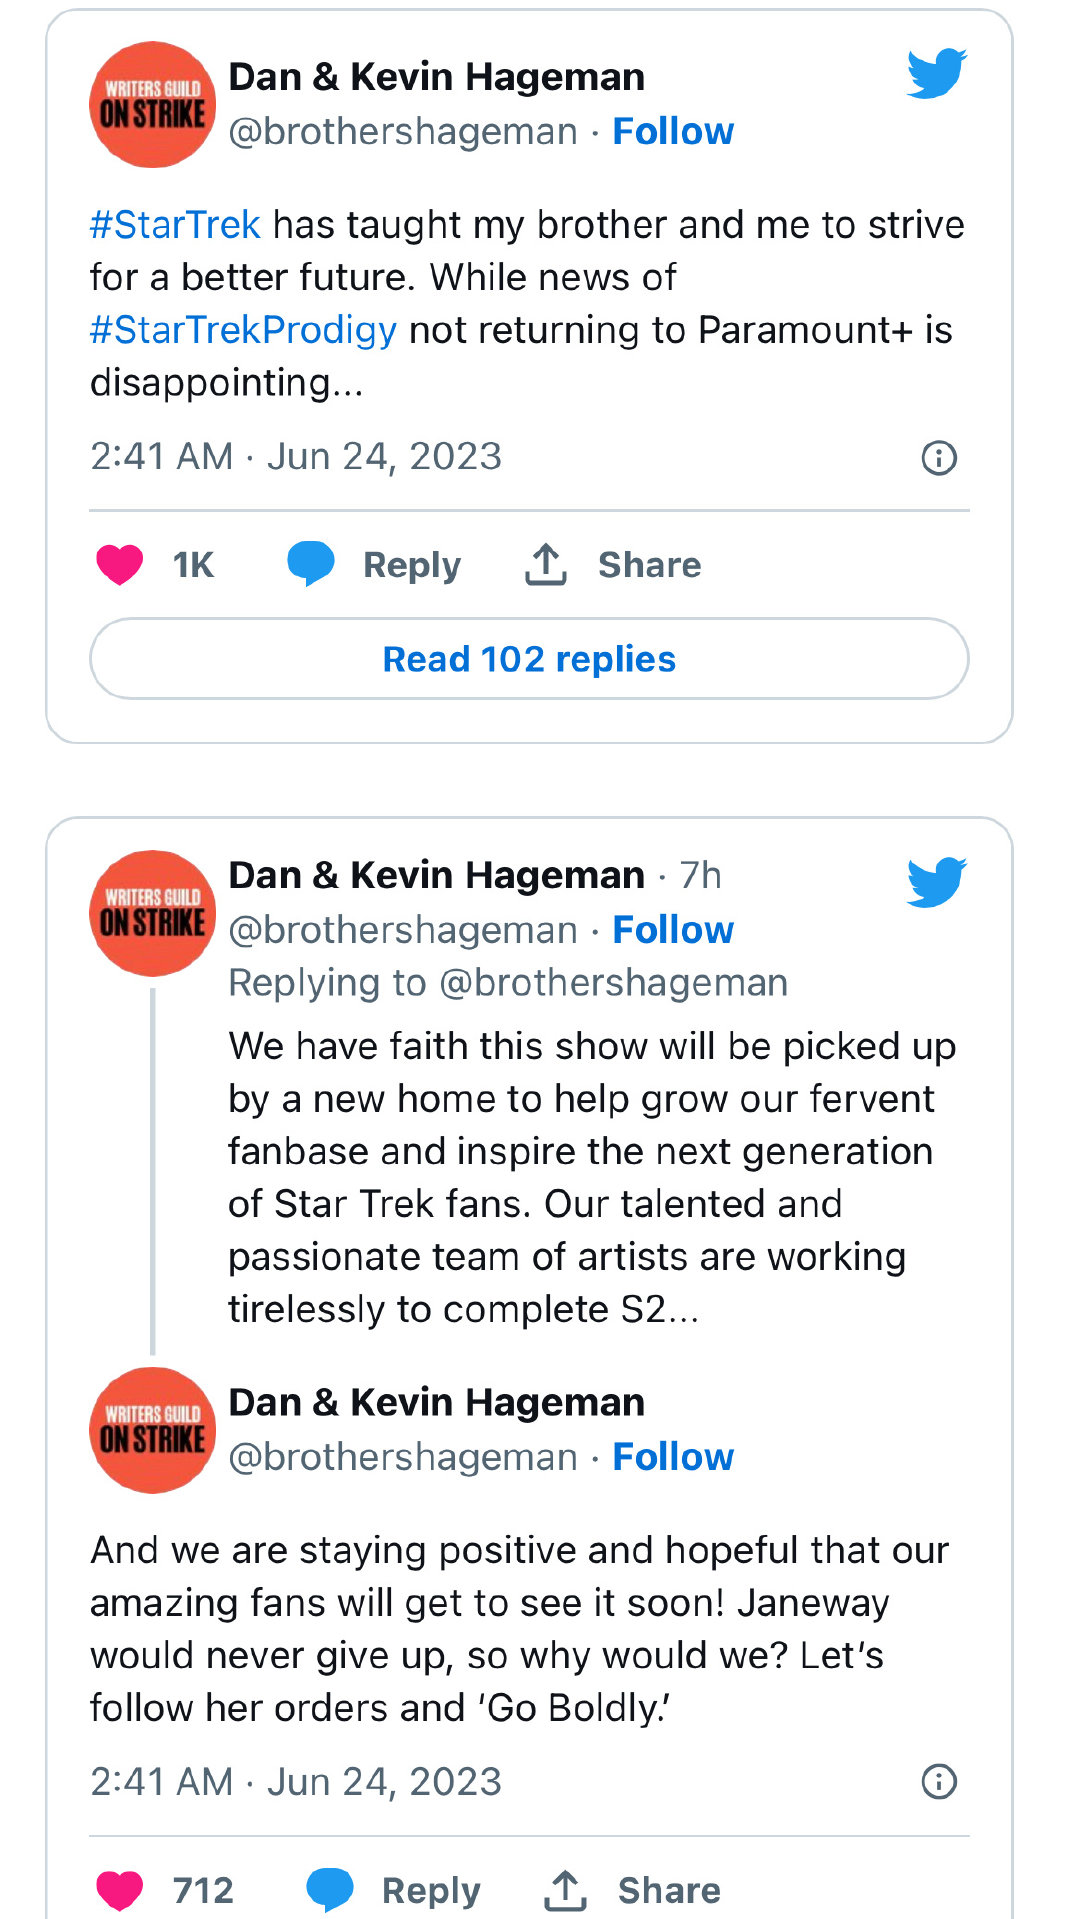 WRITERS GUILD
ON STRIKE
Dan & Kevin Hageman
@brothershageman · Follow
#StarTrek has taught my brother and me to strive
for a better future. While news of
#StarTrekProdigy not returning to Paramount+ is
disappointing...
2:41 AM · Jun 24, 2023
1K
Reply
Share
Read 102 replies
WRITERS GUILD
ON STRIKE
Dan & Kevin Hageman · 7h
@brothershageman · Follow
Replying to @brothershageman
We have faith this show will be picked up
by a new home to help grow our fervent
fanbase and inspire the next generation
of Star Trek fans. Our talented and
passionate team of artists are working
tirelessly to complete S2...
WRITERS GUILD
ON STRIKE
Dan & Kevin Hageman
@brothershageman · Follow
And we are staying positive and hopeful that our
amazing fans will get to see it soon! Janeway
would never give up, so why would we? Let's
follow her orders and 'Go Boldly.'
2:41 AM · Jun 24, 2023
712
Reply
Share